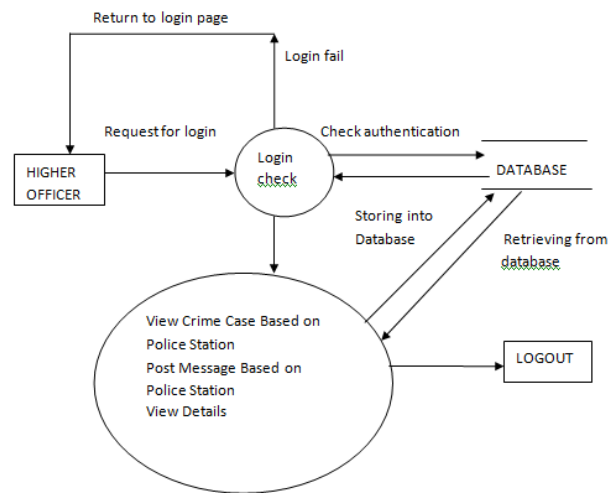 Return to login page
Login fail
Request for login
Check authentication
HIGHER
OFFICER
Login
check
DATABASE
Storing into
Database
Retrieving from
database
View Crime Case Based on
Police Station
Post Message Based on
Police Station
View Details
LOGOUT